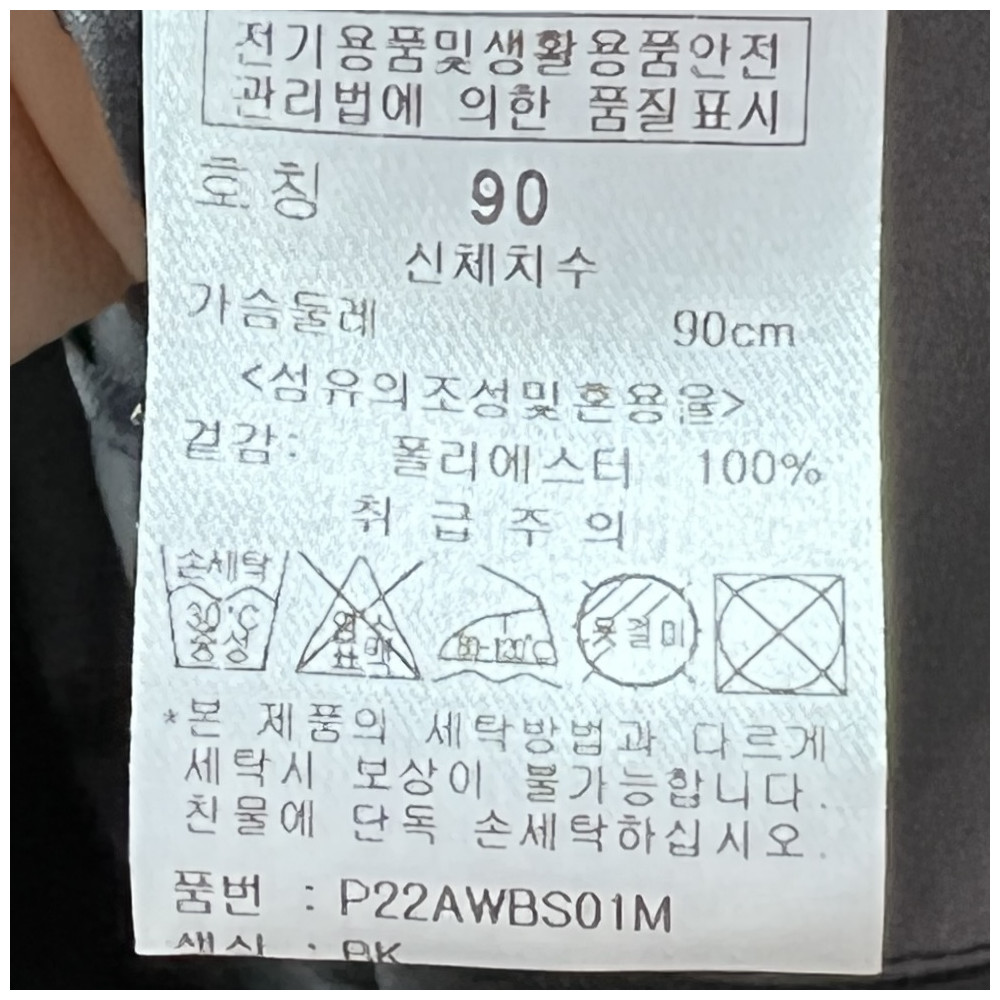 전기용품및생활용품안전
관리법에 의한 품질표시
호칭 90
신체치수
가슴둘레 90cm
<섬유의조성및혼용율>
겉감: 폴리에스터 100%
취급주의
손세탁
30℃
중성
염소
표백
80-120℃
옷걸이
*본 제품의 세탁방법과 다르게
세탁시 보상이 불가능합니다.
찬물에 단독 손세탁하십시오.
품번 : P22AWBS01M
색상 : BK